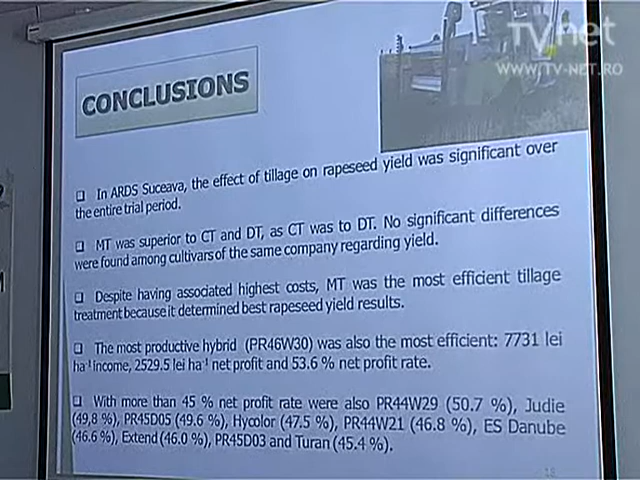 tvnet
WWW.TV-NET.RO
CONCLUSIONS
❑ In ARDS Suceava, the effect of tillage on rapeseed yield was significant over
the entire trial period.
❑ MT was superior to CT and DT, as CT was to DT. No significant differences
were found among cultivars of the same company regarding yield.
❑ Despite having associated highest costs, MT was the most efficient tillage
treatment because it determined best rapeseed yield results.
❑ The most productive hybrid (PR46W30) was also the most efficient: 7731 lei
ha⁻¹ income, 2529.5 lei ha⁻¹ net profit and 53.6 % net profit rate.
❑ With more than 45 % net profit rate were also PR44W29 (50.7 %), Judie
(49,8 %), PR45D05 (49.6 %), Hycolor (47.5 %), PR44W21 (46.8 %), ES Danube
(46.6 %), Extend (46.0 %), PR45D03 and Turan (45.4 %).